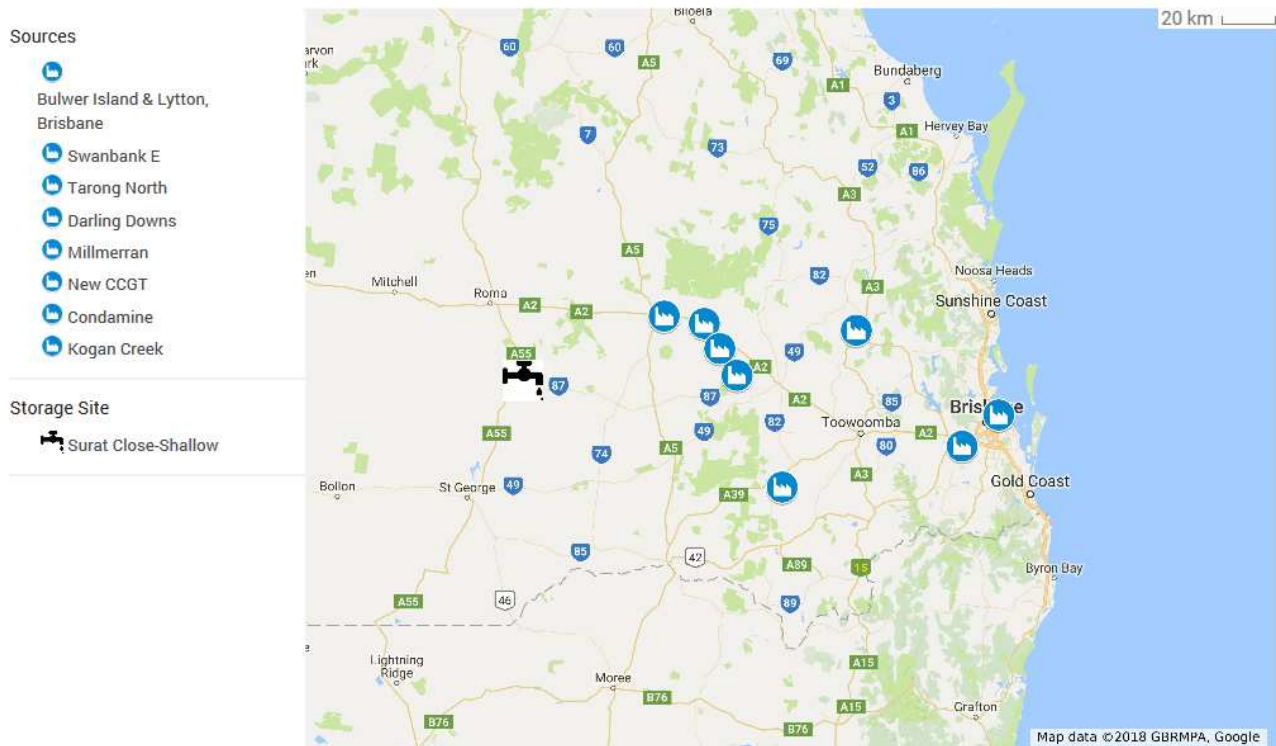 Sources
Bulwer Island & Lytton,
Brisbane
Swanbank E
Tarong North
Darling Downs
Millmerran
New CCGT
Condamine
Kogan Creek
Storage Site
Surat Close-Shallow
20 km
Biloela
60
60
A5
69
Bundaberg
A1
3
A1
Hervey Bay
7
73
52
86
A3
75
A5
82
A3
Noosa Heads
Mitchell
Roma
A2
A2
Sunshine Coast
A55
49
A2
87
87
A2
85
Brisbane
82
Toowoomba
A55
49
A5
80
A2
74
A3
Bollon
St George
49
A39
Gold Coast
85
42
A89
15
Byron Bay
A55
46
89
Lightning
Ridge
Moree
A15
B76
A15
Grafton
B76
B76
Map data ©2018 GBRMPA, Google